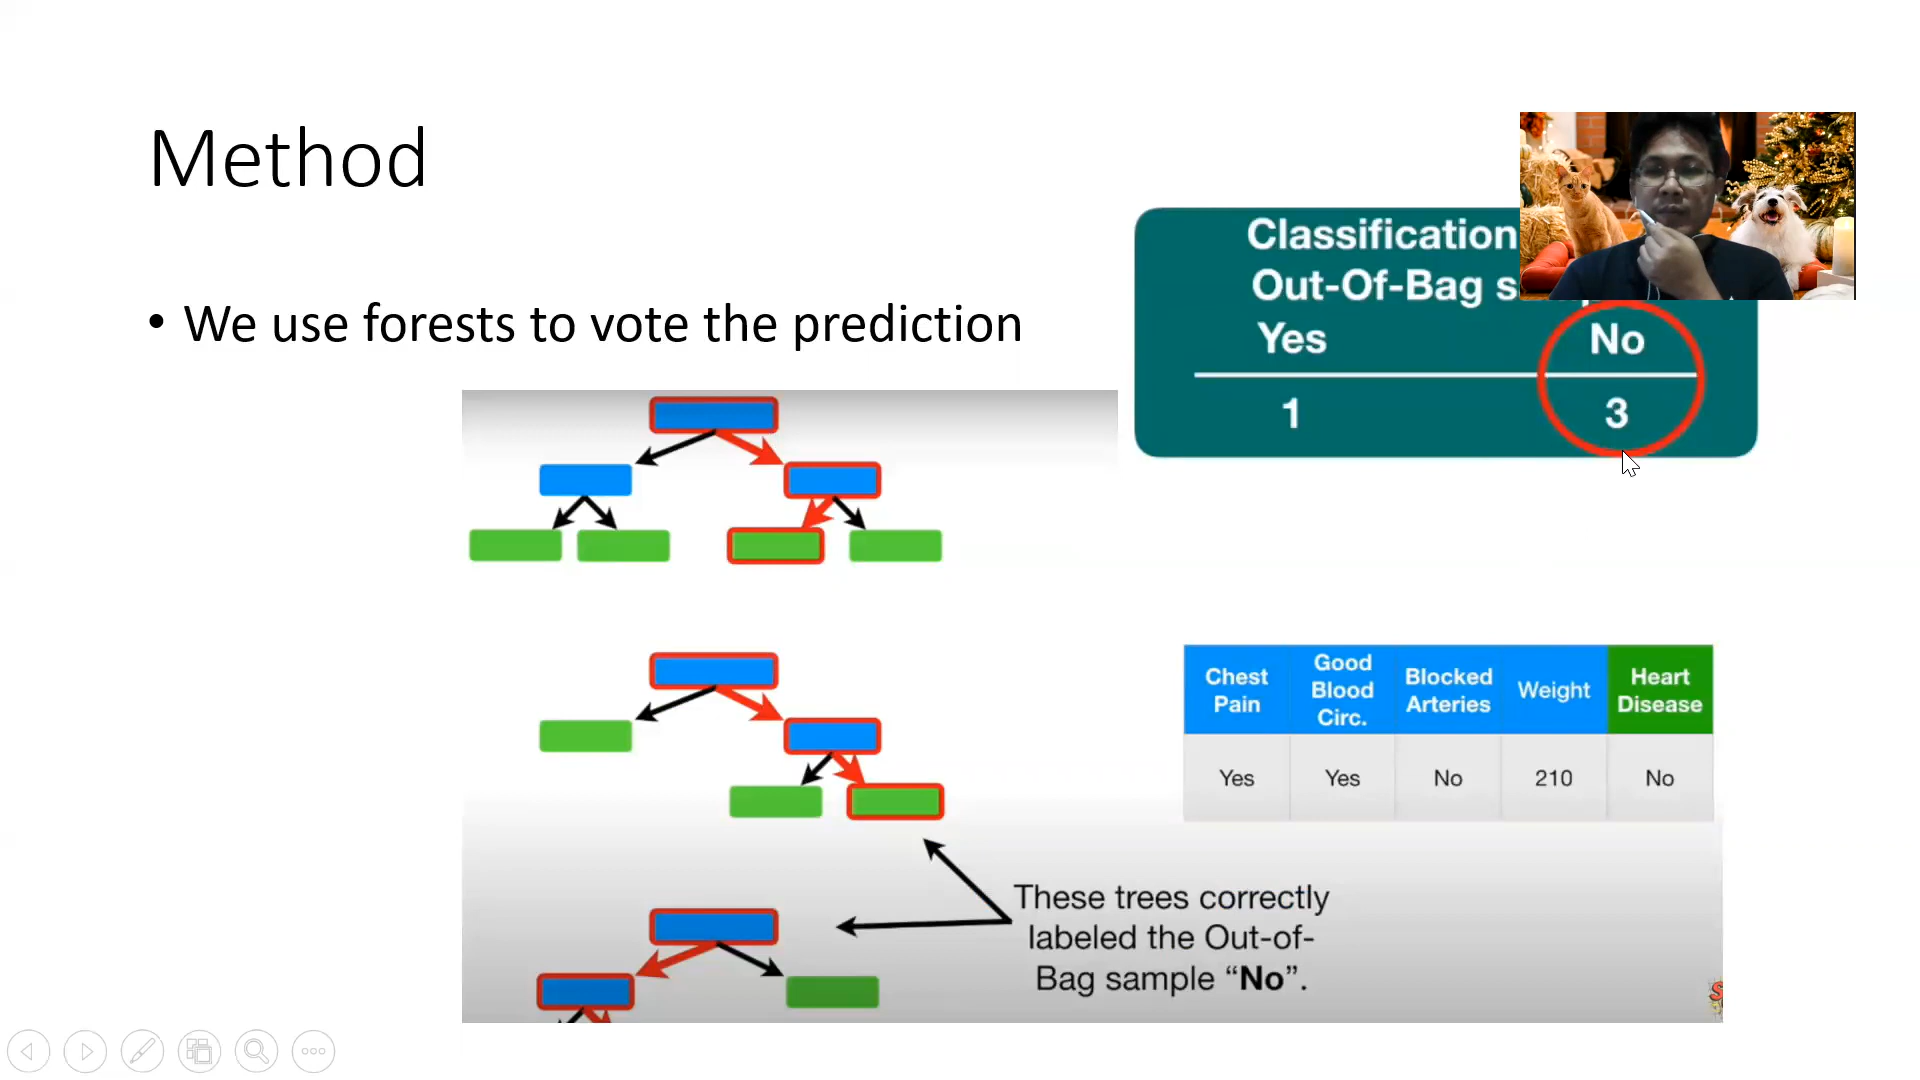 Method
• We use forests to vote the prediction
Classification
Out-Of-Bag s
Yes No
1 3
Chest Pain
Good Blood Circ.
Blocked Arteries
Weight
Heart Disease
Yes Yes No 210 No
These trees correctly
labeled the Out-of-
Bag sample “No”.